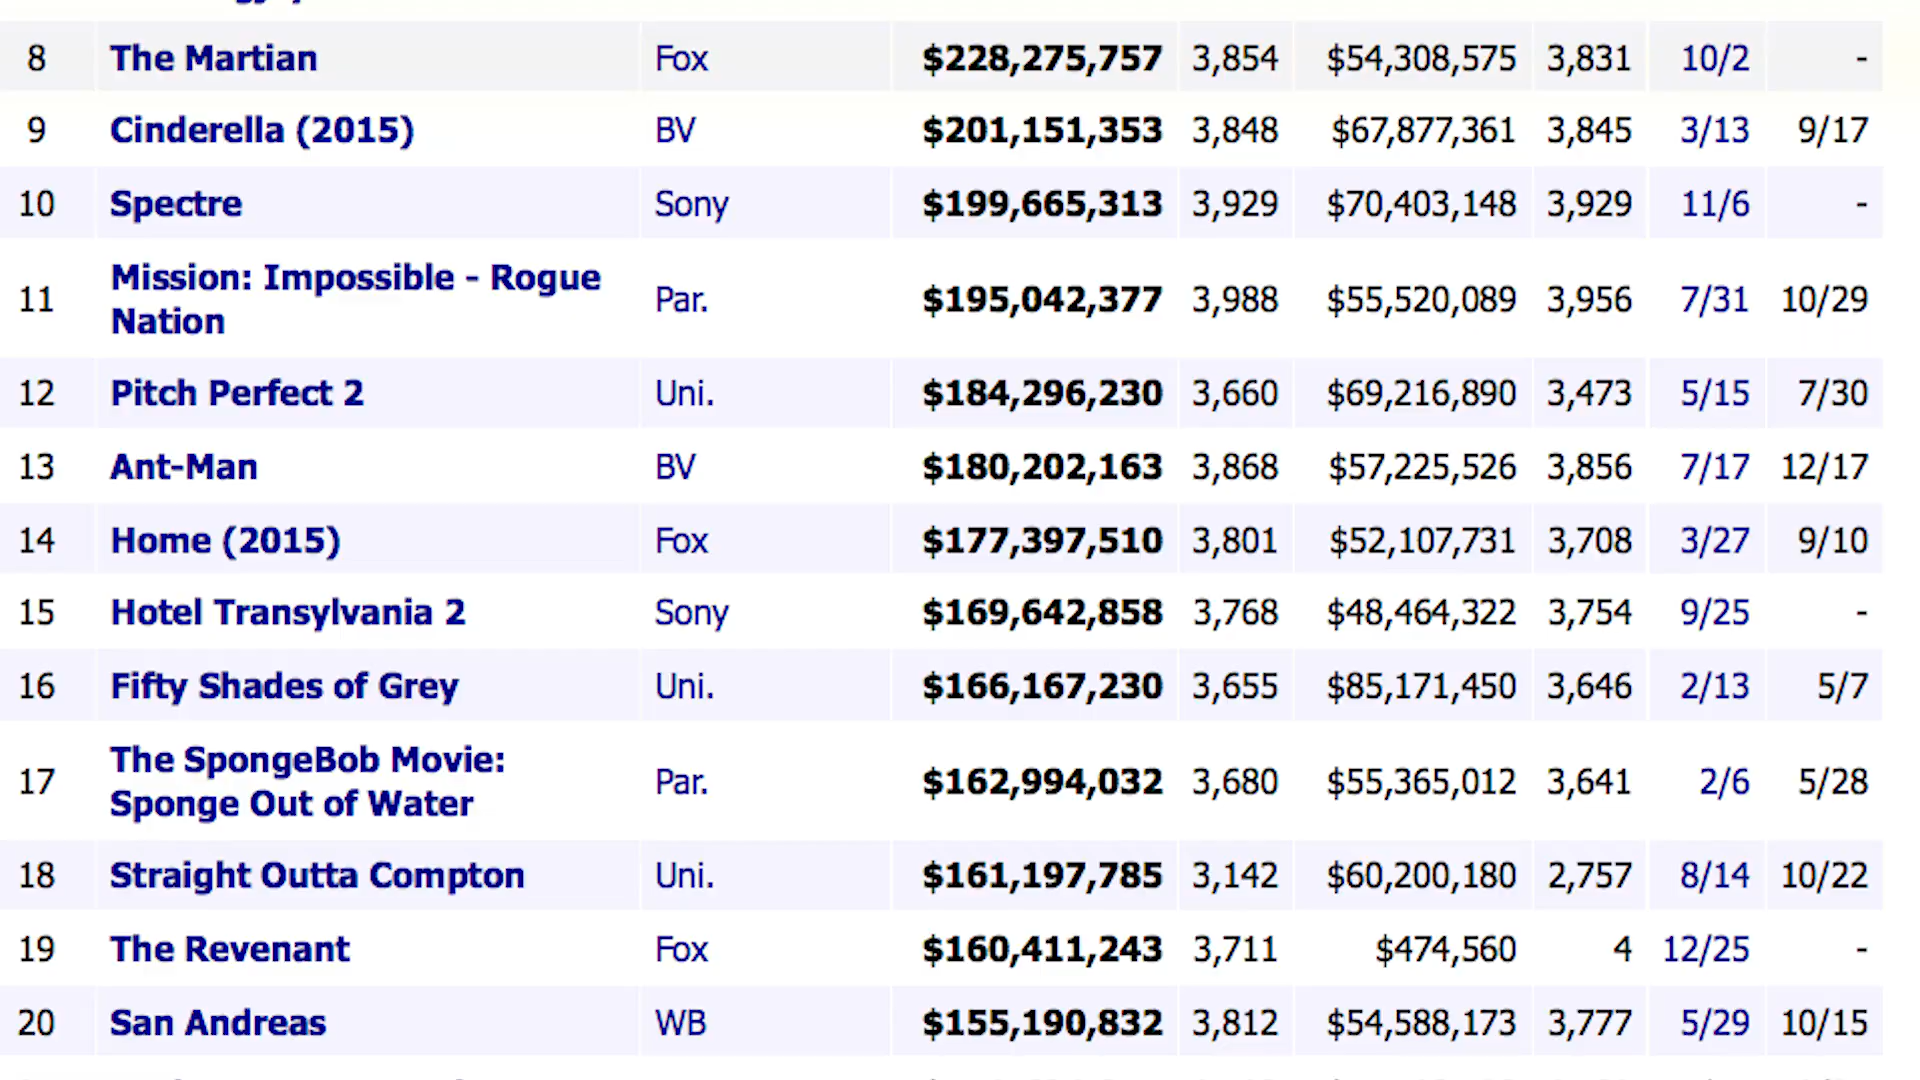 8 The Martian Fox $228,275,757 3,854 $54,308,575 3,831 10/2 -
9 Cinderella (2015) BV $201,151,353 3,848 $67,877,361 3,845 3/13 9/17
10 Spectre Sony $199,665,313 3,929 $70,403,148 3,929 11/6 -
11 Mission: Impossible - Rogue
Nation Par. $195,042,377 3,988 $55,520,089 3,956 7/31 10/29
12 Pitch Perfect 2 Uni. $184,296,230 3,660 $69,216,890 3,473 5/15 7/30
13 Ant-Man BV $180,202,163 3,868 $57,225,526 3,856 7/17 12/17
14 Home (2015) Fox $177,397,510 3,801 $52,107,731 3,708 3/27 9/10
15 Hotel Transylvania 2 Sony $169,642,858 3,768 $48,464,322 3,754 9/25 -
16 Fifty Shades of Grey Uni. $166,167,230 3,655 $85,171,450 3,646 2/13 5/7
17 The SpongeBob Movie:
Sponge Out of Water Par. $162,994,032 3,680 $55,365,012 3,641 2/6 5/28
18 Straight Outta Compton Uni. $161,197,785 3,142 $60,200,180 2,757 8/14 10/22
19 The Revenant Fox $160,411,243 3,711 $474,560 4 12/25 -
20 San Andreas WB $155,190,832 3,812 $54,588,173 3,777 5/29 10/15